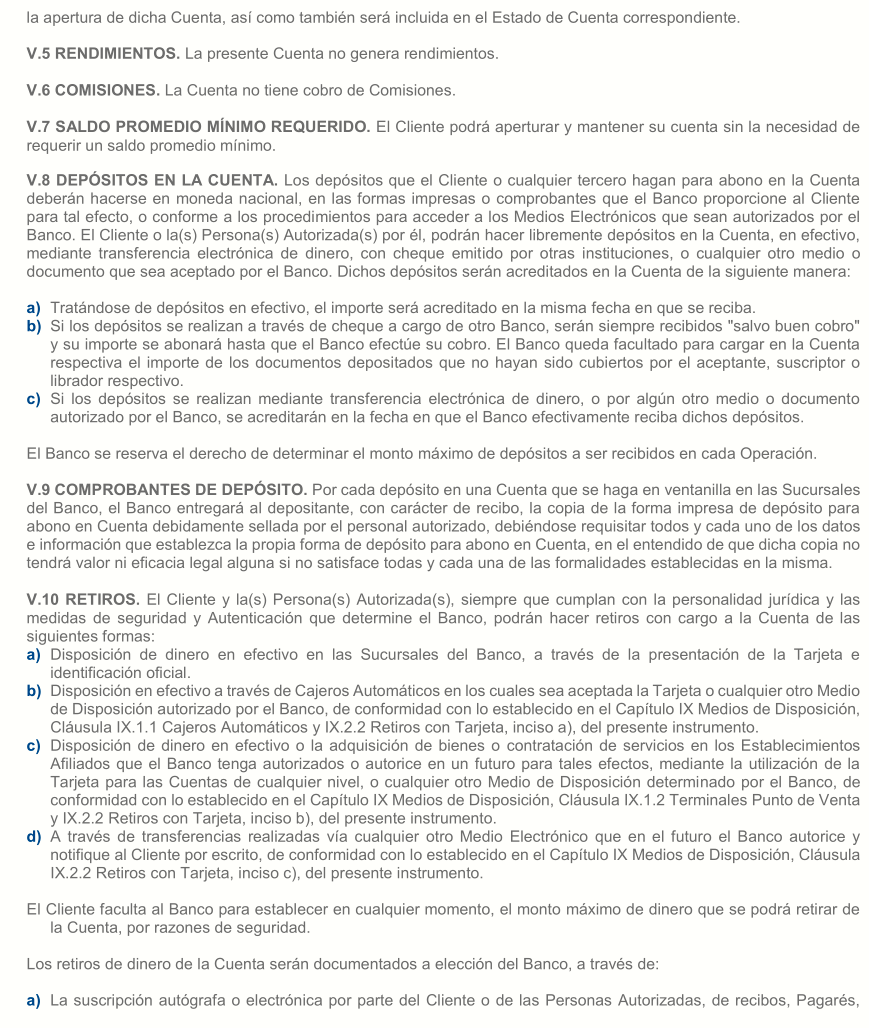 la apertura de dicha Cuenta, así como también será incluida en el Estado de Cuenta correspondiente.
V.5 RENDIMIENTOS. La presente Cuenta no genera rendimientos.
V.6 COMISIONES. La Cuenta no tiene cobro de Comisiones.
V.7 SALDO PROMEDIO MÍNIMO REQUERIDO. El Cliente podrá aperturar y mantener su cuenta sin la necesidad de
requerir un saldo promedio mínimo.
V.8 DEPÓSITOS EN LA CUENTA. Los depósitos que el Cliente o cualquier tercero hagan para abono en la Cuenta
deberán hacerse en moneda nacional, en las formas impresas o comprobantes que el Banco proporcione al Cliente
para tal efecto, o conforme a los procedimientos para acceder a los Medios Electrónicos que sean autorizados por el
Banco. El Cliente o la(s) Persona(s) Autorizada(s) por él, podrán hacer libremente depósitos en la Cuenta, en efectivo,
mediante transferencia electrónica de dinero, con cheque emitido por otras instituciones, o cualquier otro medio o
documento que sea aceptado por el Banco. Dichos depósitos serán acreditados en la Cuenta de la siguiente manera:
a) Tratándose de depósitos en efectivo, el importe será acreditado en la misma fecha en que se reciba.
b) Si los depósitos se realizan a través de cheque a cargo de otro Banco, serán siempre recibidos "salvo buen cobro"
y su importe se abonará hasta que el Banco efectúe su cobro. El Banco queda facultado para cargar en la Cuenta
respectiva el importe de los documentos depositados que no hayan sido cubiertos por el aceptante, suscriptor o
librador respectivo.
c) Si los depósitos se realizan mediante transferencia electrónica de dinero, o por algún otro medio o documento
autorizado por el Banco, se acreditarán en la fecha en que el Banco efectivamente reciba dichos depósitos.
El Banco se reserva el derecho de determinar el monto máximo de depósitos a ser recibidos en cada Operación.
V.9 COMPROBANTES DE DEPÓSITO. Por cada depósito en una Cuenta que se haga en ventanilla en las Sucursales
del Banco, el Banco entregará al depositante, con carácter de recibo, la copia de la forma impresa de depósito para
abono en Cuenta debidamente sellada por el personal autorizado, debiéndose requisitar todos y cada uno de los datos
e información que establezca la propia forma de depósito para abono en Cuenta, en el entendido de que dicha copia no
tendrá valor ni eficacia legal alguna si no satisface todas y cada una de las formalidades establecidas en la misma.
V.10 RETIROS. El Cliente y la(s) Persona(s) Autorizada(s), siempre que cumplan con la personalidad jurídica y las
medidas de seguridad y Autenticación que determine el Banco, podrán hacer retiros con cargo a la Cuenta de las
siguientes formas:
a) Disposición de dinero en efectivo en las Sucursales del Banco, a través de la presentación de la Tarjeta e
identificación oficial.
b) Disposición en efectivo a través de Cajeros Automáticos en los cuales sea aceptada la Tarjeta o cualquier otro Medio
de Disposición autorizado por el Banco, de conformidad con lo establecido en el Capítulo IX Medios de Disposición,
Cláusula IX.1.1 Cajeros Automáticos y IX.2.2 Retiros con Tarjeta, inciso a), del presente instrumento.
c) Disposición de dinero en efectivo o la adquisición de bienes o contratación de servicios en los Establecimientos
Afiliados que el Banco tenga autorizados o autorice en un futuro para tales efectos, mediante la utilización de la
Tarjeta para las Cuentas de cualquier nivel, o cualquier otro Medio de Disposición determinado por el Banco, de
conformidad con lo establecido en el Capítulo IX Medios de Disposición, Cláusula IX.1.2 Terminales Punto de Venta
y IX.2.2 Retiros con Tarjeta, inciso b), del presente instrumento.
d) A través de transferencias realizadas vía cualquier otro Medio Electrónico que en el futuro el Banco autorice y
notifique al Cliente por escrito, de conformidad con lo establecido en el Capítulo IX Medios de Disposición, Cláusula
IX.2.2 Retiros con Tarjeta, inciso c), del presente instrumento.
El Cliente faculta al Banco para establecer en cualquier momento, el monto máximo de dinero que se podrá retirar de
la Cuenta, por razones de seguridad.
Los retiros de dinero de la Cuenta serán documentados a elección del Banco, a través de:
a) La suscripción autógrafa o electrónica por parte del Cliente o de las Personas Autorizadas, de recibos, Pagarés,